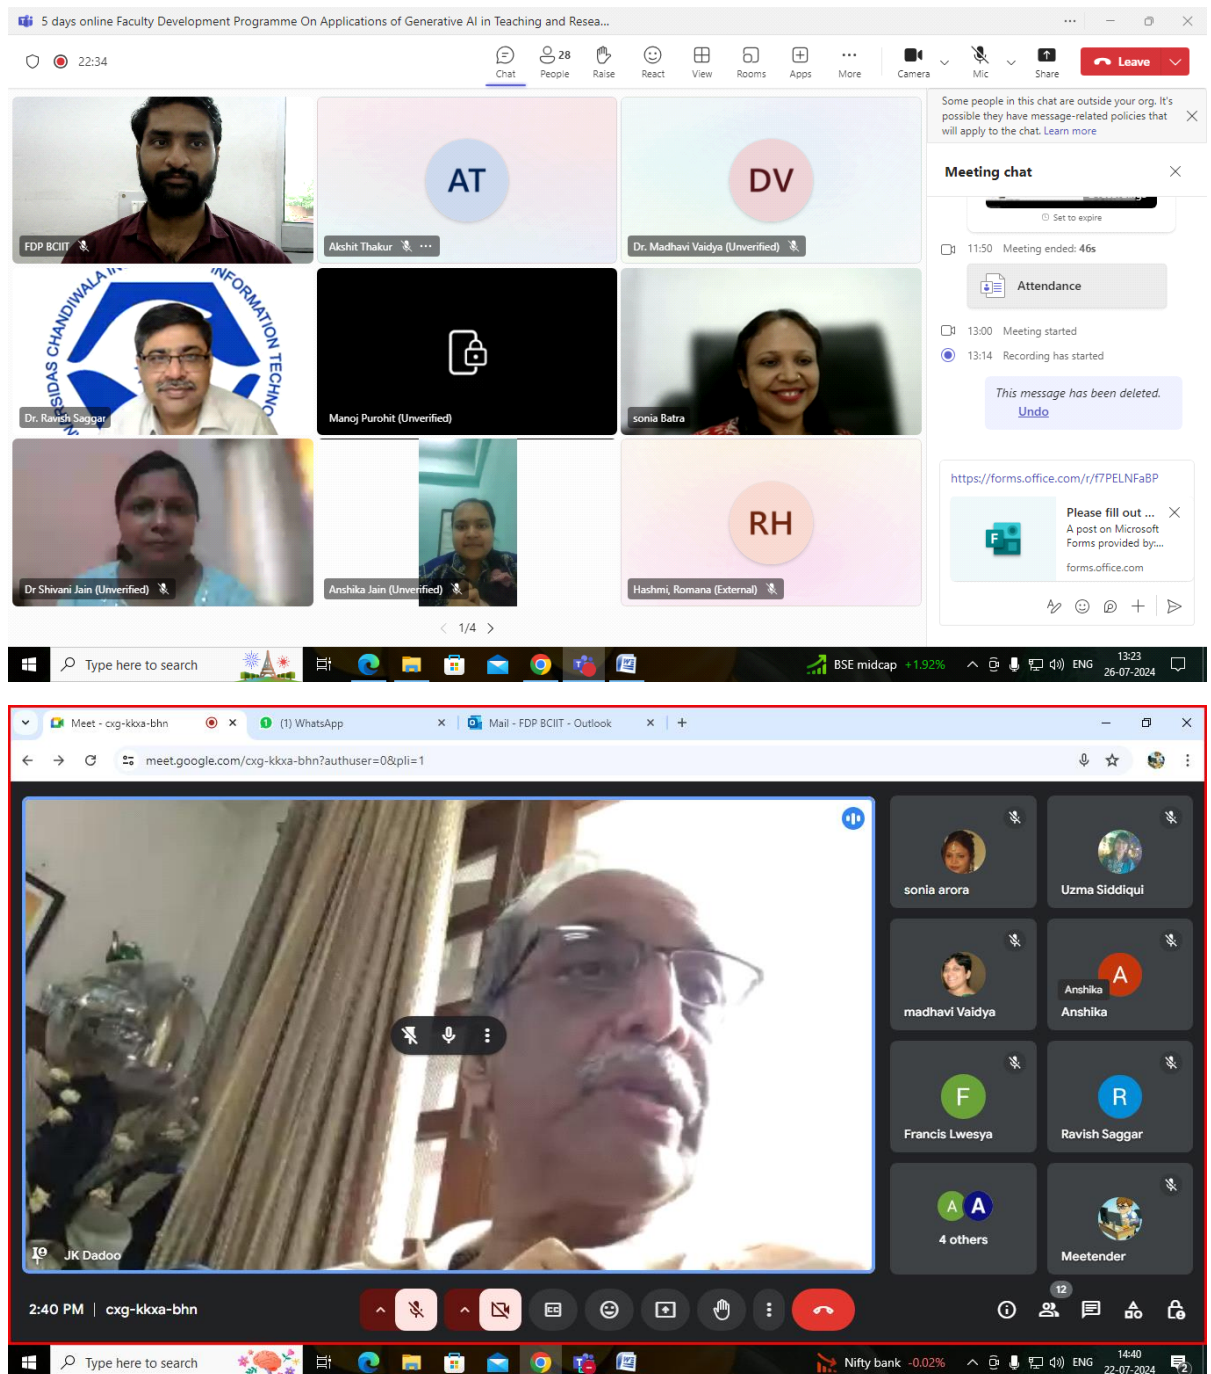 5 days online Faculty Development Programme On Applications of Generative AI in Teaching and Resea...
22:34
Chat
28
People
Raise
React
View
Rooms
Apps
More
Camera
Mic
Share
Leave
FDP BCIIT
AT
Akshit Thakur
DV
Dr. Madhavi Vaidya (Unverified)
INFORMATION TECHNO
Dr. Ravish Saggar
Manoj Purohit (Unverified)
sonia Batra
Dr Shivani Jain (Unverified)
Anshika Jain (Unverified)
RH
Hashmi, Romana (External)
1/4
Some people in this chat are outside your org. It's
possible they have message-related policies that
will apply to the chat. Learn more
Meeting chat
Set to expire
11:50 Meeting ended: 46s
Attendance
13:00 Meeting started
13:14 Recording has started
This message has been deleted.
Undo
https://forms.office.com/r/f7PELNFaBP
Please fill out ...
A post on Microsoft
Forms provided by:...
forms.office.com
Type here to search
BSE midcap +1.92%
ENG
13:23
26-07-2024
Meet - cxg-kkxa-bhn
(1) WhatsApp
Mail - FDP BCIIT - Outlook
meet.google.com/cxg-kkxa-bhn?authuser=0&pli=1
JK Dadoo
sonia arora
Uzma Siddiqui
madhavi Vaidya
A
Anshika
Anshika
F
Francis Lwesya
R
Ravish Saggar
A A
4 others
Meetender
2:40 PM | cxg-kkxa-bhn
12
Type here to search
Nifty bank -0.02%
ENG
14:40
22-07-2024
2